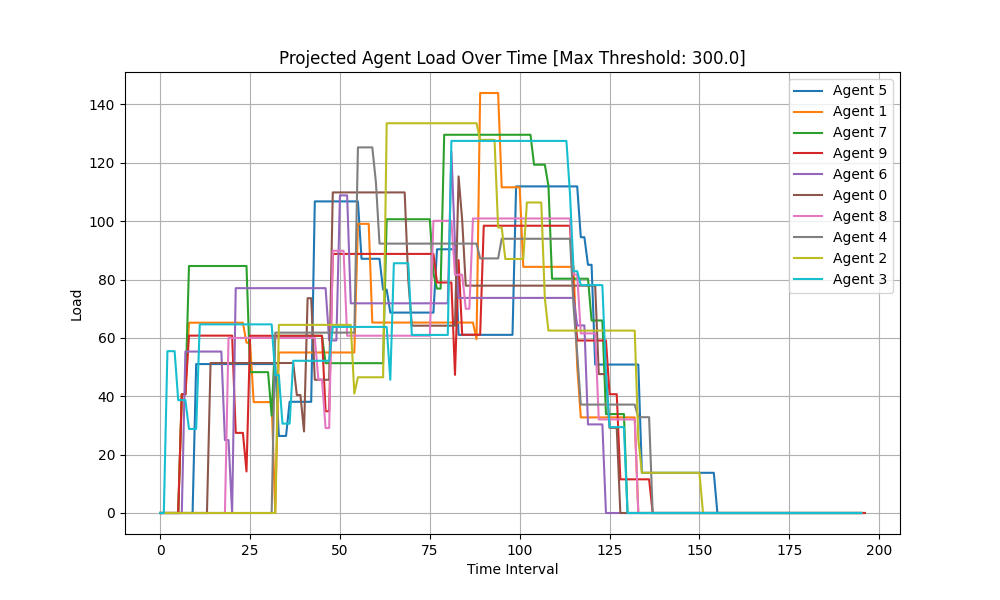 Projected Agent Load Over Time [Max Threshold: 300.0]
Load
140
120
100
80
60
40
20
0
0 25 50 75 100 125 150 175 200
Time Interval
Agent 5
Agent 1
Agent 7
Agent 9
Agent 6
Agent 0
Agent 8
Agent 4
Agent 2
Agent 3